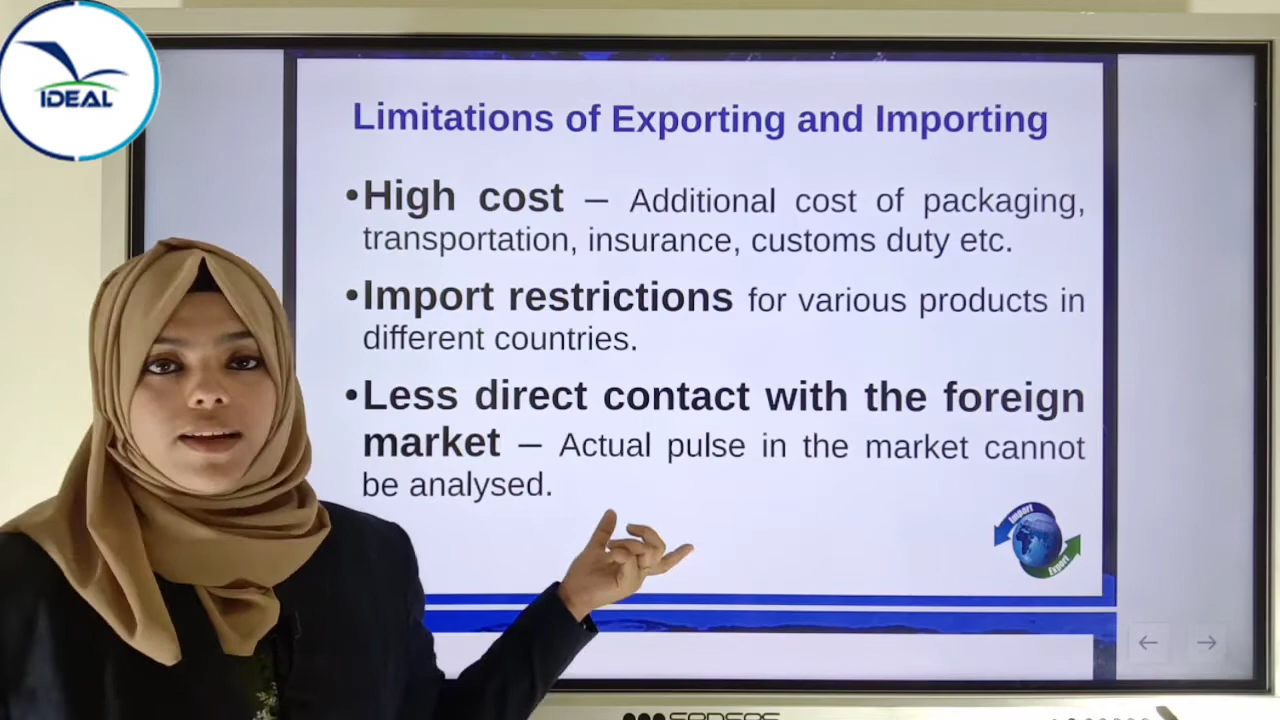 IDEAL
Limitations of Exporting and Importing
•High cost – Additional cost of packaging,
transportation, insurance, customs duty etc.
•Import restrictions for various products in
different countries.
•Less direct contact with the foreign
market – Actual pulse in the market cannot
be analysed.
Import
Export